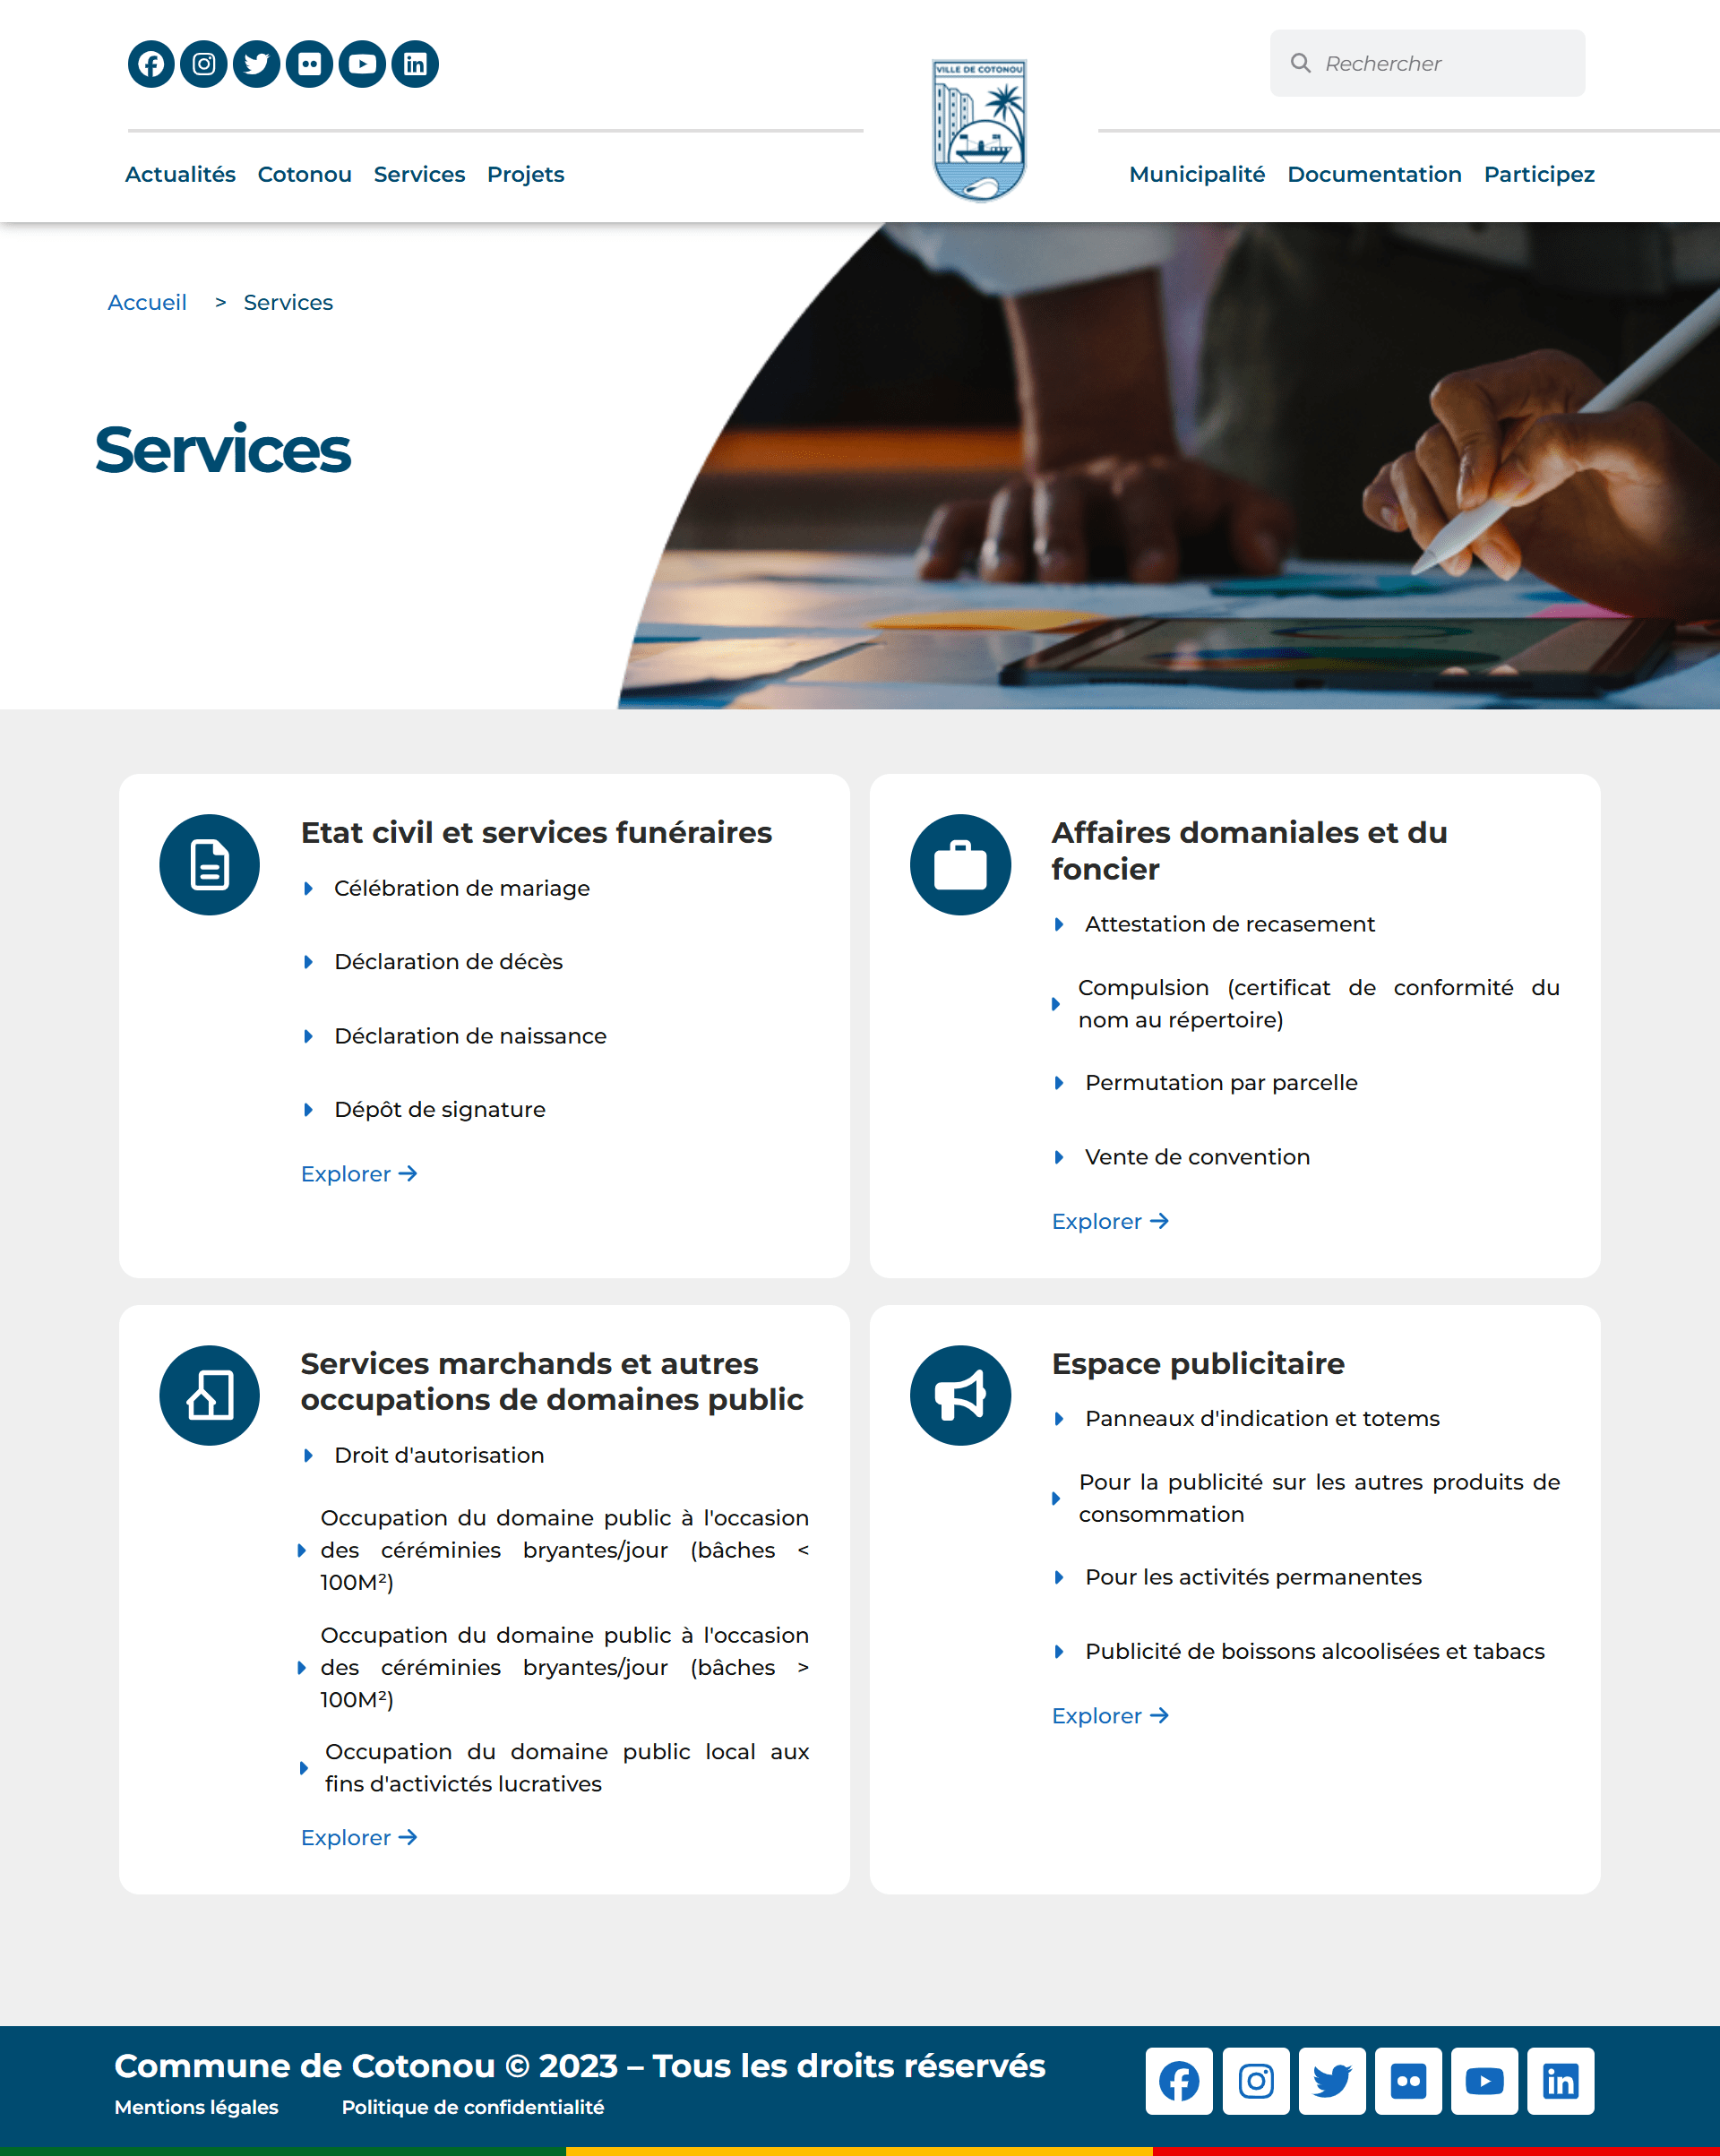 Rechercher
VILLE DE COTONOU
Actualités Cotonou Services Projets
Municipalité Documentation Participez
Accueil > Services
Services
Etat civil et services funéraires
Célébration de mariage
Déclaration de décès
Déclaration de naissance
Dépôt de signature
Explorer →
Affaires domaniales et du
foncier
Attestation de recasement
Compulsion (certificat de conformité du
nom au répertoire)
Permutation par parcelle
Vente de convention
Explorer →
Services marchands et autres
occupations de domaines public
Droit d'autorisation
Occupation du domaine public à l'occasion
des céréminies bryantes/jour (bâches <
100M²)
Occupation du domaine public à l'occasion
des céréminies bryantes/jour (bâches >
100M²)
Occupation du domaine public local aux
fins d'activictés lucratives
Explorer →
Espace publicitaire
Panneaux d'indication et totems
Pour la publicité sur les autres produits de
consommation
Pour les activités permanentes
Publicité de boissons alcoolisées et tabacs
Explorer →
Commune de Cotonou © 2023 – Tous les droits réservés
Mentions légales Politique de confidentialité